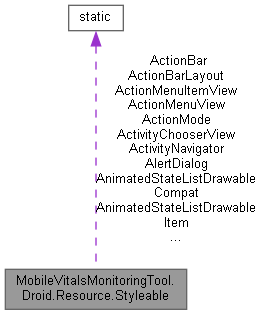 static
ActionBar
ActionBarLayout
ActionMenuItemView
ActionMenuView
ActionMode
ActivityChooserView
ActivityNavigator
AlertDialog
AnimatedStateListDrawable
Compat
AnimatedStateListDrawable
Item
...
MobileVitalsMonitoringTool.
Droid.Resource.Styleable